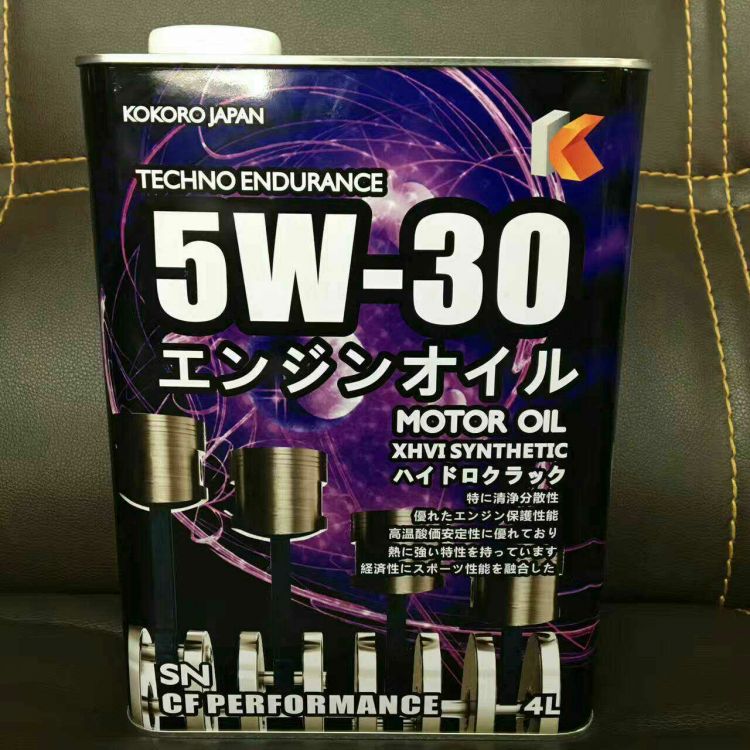 KOKORO JAPAN
TECHNO ENDURANCE
5W-30
エンジンオイル
MOTOR OIL
XHVI SYNTHETIC
ハイドロクラック
特に清浄分散性
優れたエンジン保護性能
高温酸価安定性に優れており
熱に強い特性を持っています
経済性にスポーツ性能を融合した
SN
CF PERFORMANCE
4L